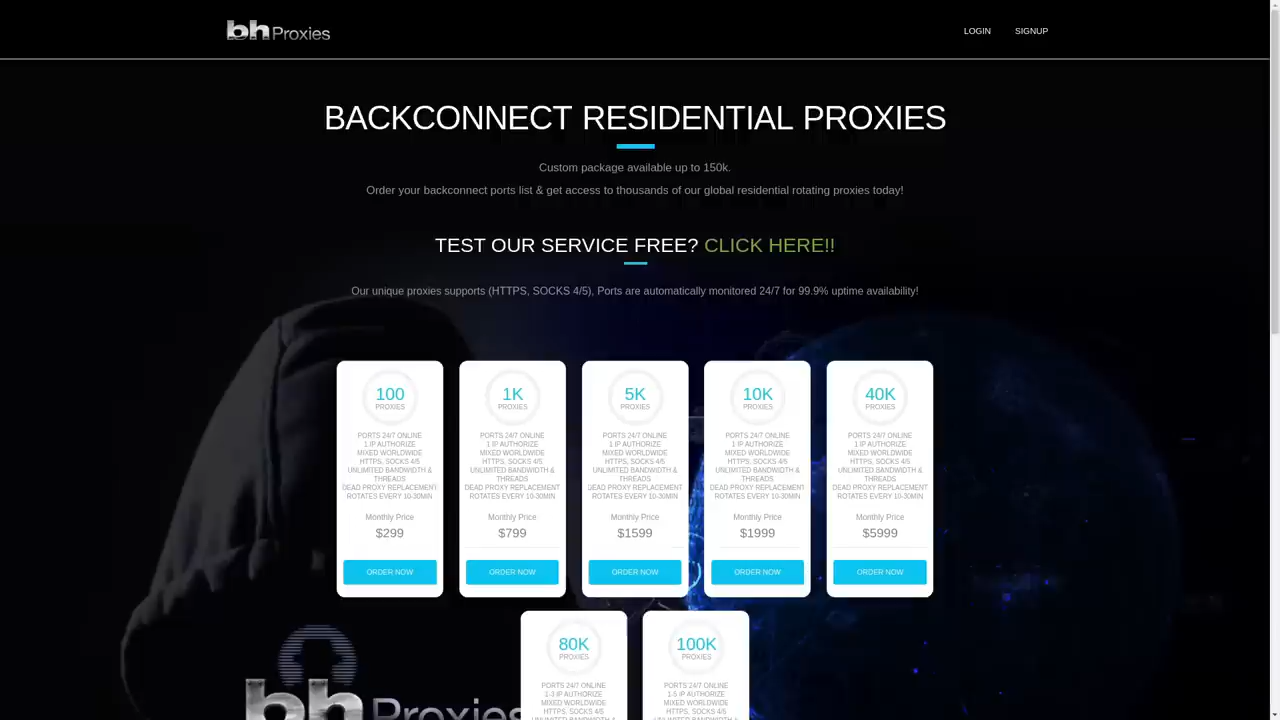 bh Proxies
LOGIN
SIGNUP
BACKCONNECT RESIDENTIAL PROXIES
Custom package available up to 150k.
Order your backconnect ports list & get access to thousands of our global residential rotating proxies today!
TEST OUR SERVICE FREE? CLICK HERE!!
Our unique proxies supports (HTTPS, SOCKS 4/5), Ports are automatically monitored 24/7 for 99.9% uptime availability!
100
PROXIES
PORTS 24/7 ONLINE
1 IP AUTHORIZE
MIXED WORLDWIDE
HTTPS, SOCKS 4/5
UNLIMITED BANDWIDTH &
THREADS
DEAD PROXY REPLACEMENT
ROTATES EVERY 10-30MIN
Monthly Price
$299
ORDER NOW
1K
PROXIES
PORTS 24/7 ONLINE
1 IP AUTHORIZE
MIXED WORLDWIDE
HTTPS, SOCKS 4/5
UNLIMITED BANDWIDTH &
THREADS
DEAD PROXY REPLACEMENT
ROTATES EVERY 10-30MIN
Monthly Price
$799
ORDER NOW
5K
PROXIES
PORTS 24/7 ONLINE
1 IP AUTHORIZE
MIXED WORLDWIDE
HTTPS, SOCKS 4/5
UNLIMITED BANDWIDTH &
THREADS
DEAD PROXY REPLACEMENT
ROTATES EVERY 10-30MIN
Monthly Price
$1599
ORDER NOW
10K
PROXIES
PORTS 24/7 ONLINE
1 IP AUTHORIZE
MIXED WORLDWIDE
HTTPS, SOCKS 4/5
UNLIMITED BANDWIDTH &
THREADS
DEAD PROXY REPLACEMENT
ROTATES EVERY 10-30MIN
Monthly Price
$1999
ORDER NOW
40K
PROXIES
PORTS 24/7 ONLINE
1 IP AUTHORIZE
MIXED WORLDWIDE
HTTPS, SOCKS 4/5
UNLIMITED BANDWIDTH &
THREADS
DEAD PROXY REPLACEMENT
ROTATES EVERY 10-30MIN
Monthly Price
$5999
ORDER NOW
80K
PROXIES
PORTS 24/7 ONLINE
1-3 IP AUTHORIZE
MIXED WORLDWIDE
HTTPS, SOCKS 4/5
UNLIMITED BANDWIDTH &
100K
PROXIES
PORTS 24/7 ONLINE
1-5 IP AUTHORIZE
MIXED WORLDWIDE
HTTPS, SOCKS 4/5
UNLIMITED BANDWIDTH &
bh Proxies